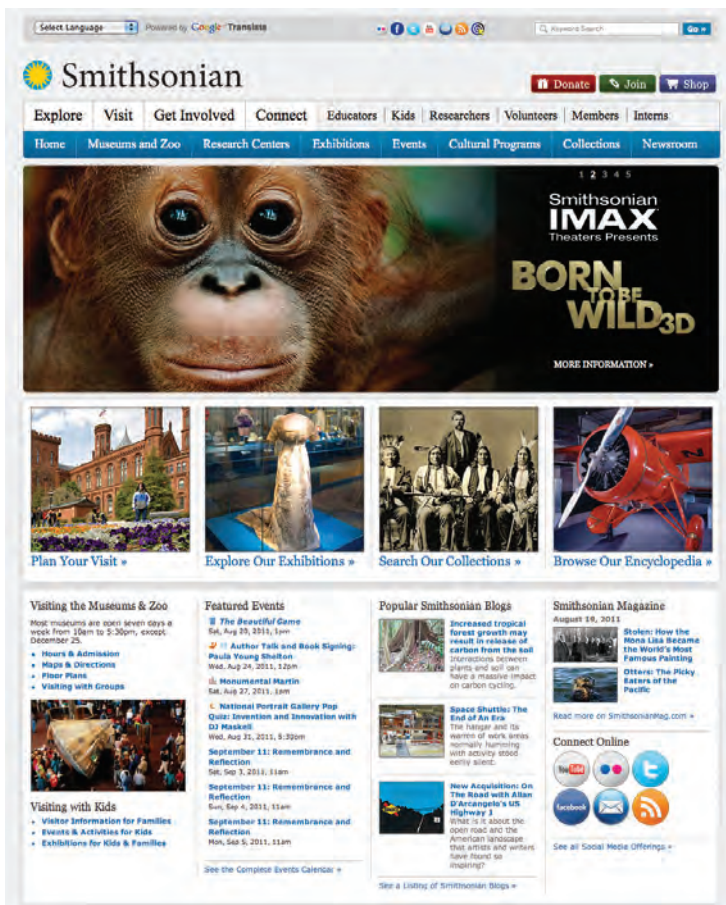 Select Language
Powered by Google Translate
Keyword Search
Go »
Smithsonian
Donate
Join
Shop
Explore Visit Get Involved Connect Educators Kids Researchers Volunteers Members Interns
Home Museums and Zoo Research Centers Exhibitions Events Cultural Programs Collections Newsroom
1 2 3 4 5
Smithsonian
IMAX
Theaters Presents
BORN
TO BE
WILD 3D
MORE INFORMATION »
Plan Your Visit »
Explore Our Exhibitions »
Search Our Collections »
Browse Our Encyclopedia »
Visiting the Museums & Zoo
Most museums are open seven days a
week from 10am to 5:30pm, except
December 25.
Hours & Admission
Maps & Directions
Floor Plans
Visiting with Groups
Visiting with Kids
Visitor Information for Families
Events & Activities for Kids
Exhibitions for Kids & Families
Featured Events
The Beautiful Game
Sat, Aug 20, 2011, 1pm
Author Talk and Book Signing:
Paula Young Shelton
Wed, Aug 24, 2011, 12pm
Monumental Martin
Sat, Aug 27, 2011, 1am
National Portrait Gallery Pop
Quiz: Invention and Innovation with
DJ Maskell
Wed, Aug 31, 2011, 5:30pm
September 11: Remembrance and
Reflection
Sat, Sep 3, 2011, 11am
September 11: Remembrance and
Reflection
Sun, Sep 4, 2011, 11am
September 11: Remembrance and
Reflection
Mon, Sep 5, 2011, 11am
See the Complete Events Calendar »
Popular Smithsonian Blogs
Increased tropical
forest growth may
result in release of
carbon from the soil
Interactions between
plants and soil can
have a massive impact
on carbon cycling.
Space Shuttle: The
End of An Era
The hanger and its
warren of work areas
normally humming
with activity stood
eerily silent.
New Acquisition: On
The Road with Allan
D'Arcangelo's US
Highway 1
What is it about the
open road and the
American landscape
that artists and writers
have found so
inspiring?
See a Listing of Smithsonian Blogs »
Smithsonian Magazine
August 19, 2011
Stolen: How the
Mona Lisa Became
the World's Most
Famous Painting
Otters: The Picky
Eaters of the
Pacific
Read more on SmithsonianMag.com »
Connect Online
YouTube
facebook
See all Social Media Offerings »